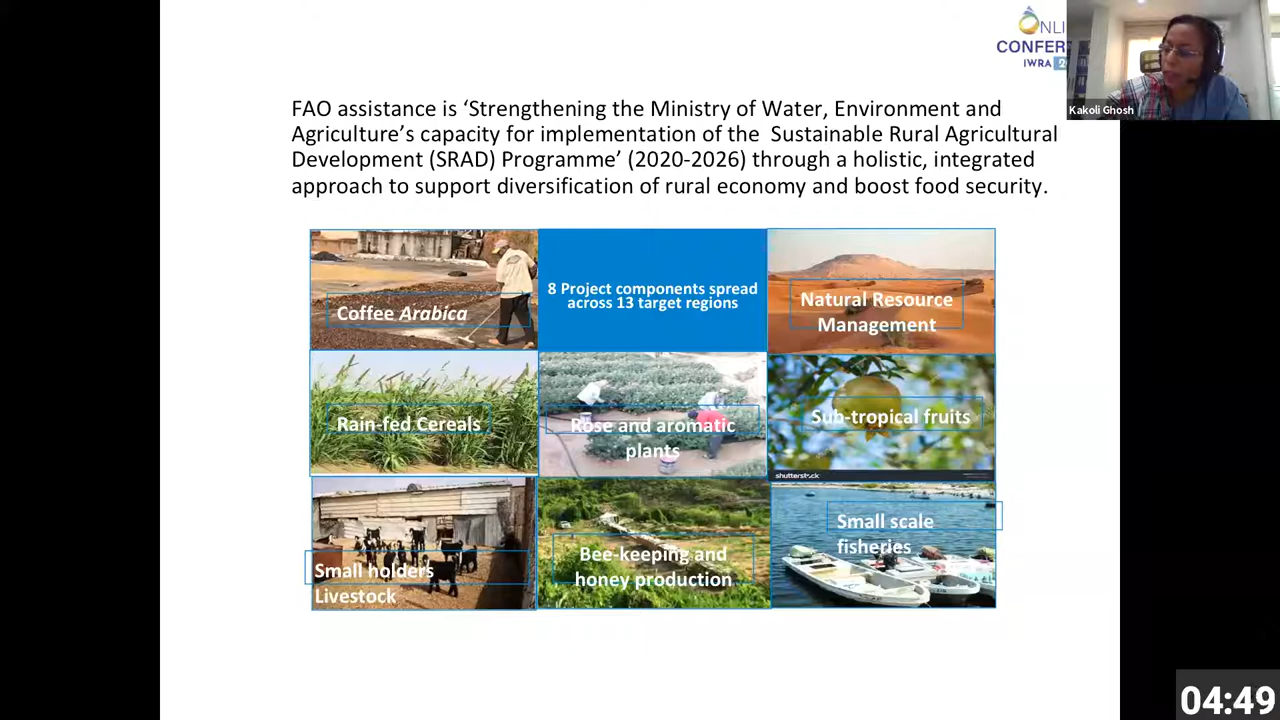 NLI
CONFER
IWRA 2
Kakoli Ghosh
FAO assistance is ‘Strengthening the Ministry of Water, Environment and
Agriculture’s capacity for implementation of the  Sustainable Rural Agricultural
Development (SRAD) Programme’ (2020-2026) through a holistic, integrated
approach to support diversification of rural economy and boost food security.
Coffee Arabica
8 Project components spread
across 13 target regions
Natural Resource
Management
Rain-fed Cereals
Rose and aromatic
plants
Sub-tropical fruits
shutterstock
Small holders
Livestock
Bee-keeping and
honey production
Small scale
fisheries
04:49